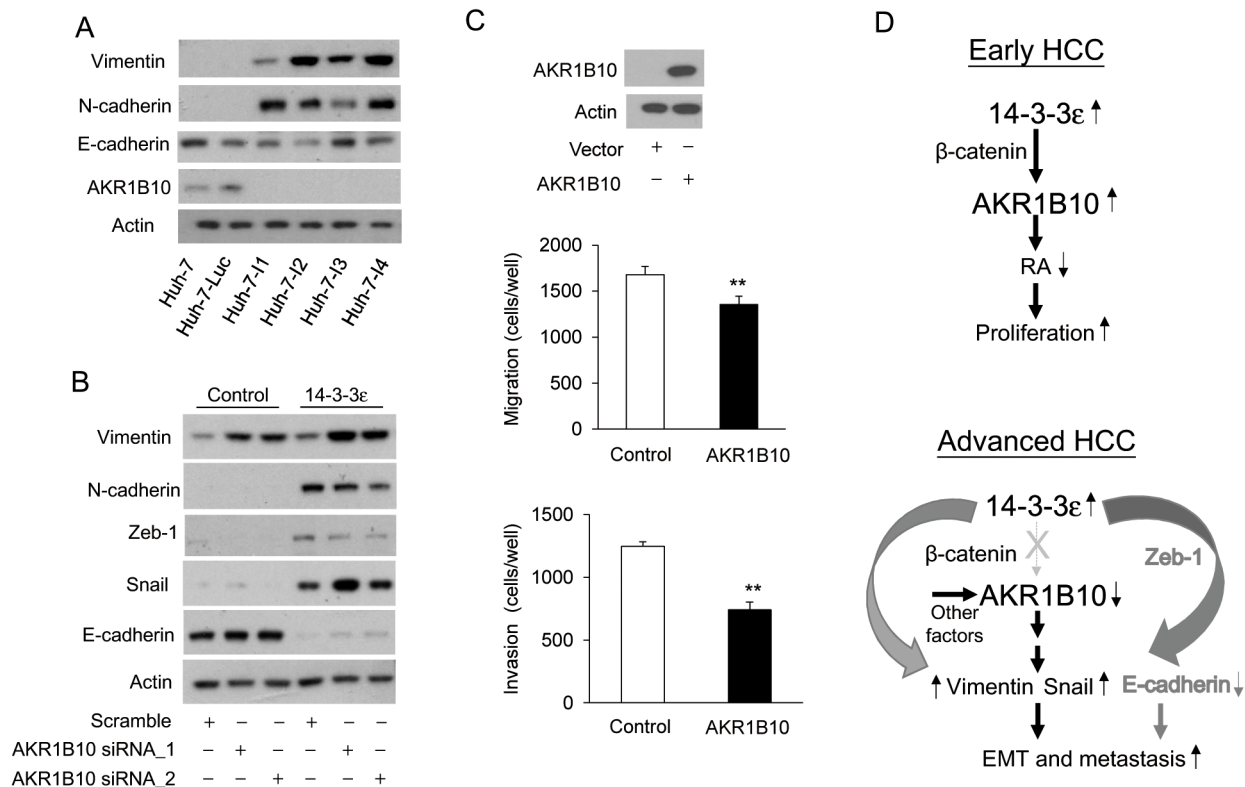 A
Vimentin
N-cadherin
E-cadherin
AKR1B10
Actin
Huh-7
Huh-7-Luc
Huh-7-I1
Huh-7-I2
Huh-7-I3
Huh-7-I4
B
Control 14-3-3ε
Vimentin
N-cadherin
Zeb-1
Snail
E-cadherin
Actin
Scramble + – – + – –
AKR1B10 siRNA_1 – + – – + –
AKR1B10 siRNA_2 – – + – – +
C
AKR1B10
Actin
Vector + –
AKR1B10 – +
Migration (cells/well)
2000
1500
1000
500
0
**
Control AKR1B10
Invasion (cells/well)
1500
1000
500
0
**
Control AKR1B10
D
Early HCC
14-3-3ε ↑
β-catenin
AKR1B10 ↑
RA ↓
Proliferation ↑
Advanced HCC
14-3-3ε ↑
β-catenin X
Zeb-1
AKR1B10 ↓
Other
factors
↑ Vimentin Snail ↑ E-cadherin ↓
EMT and metastasis ↑